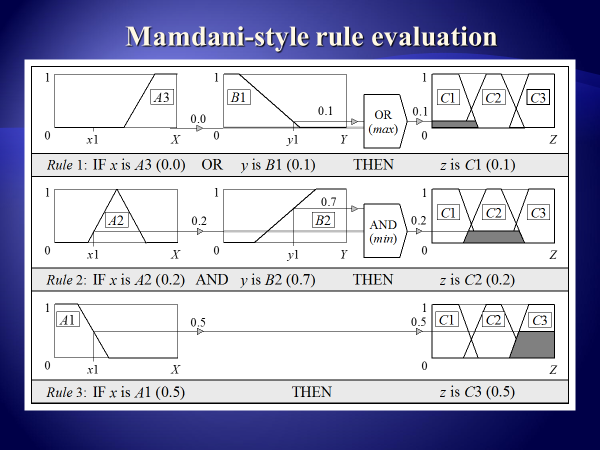 Mamdani-style rule evaluation
1 A3 0 x1 X 0.0
1 B1 0.1 0 y1 Y
OR (max) 0.1
1 C1 C2 C3 0 Z
Rule 1: IF x is A3 (0.0) OR y is B1 (0.1) THEN z is C1 (0.1)
1 A2 0 x1 X 0.2
1 0.7 B2 0 y1 Y
AND (min) 0.2
1 C1 C2 C3 0 Z
Rule 2: IF x is A2 (0.2) AND y is B2 (0.7) THEN z is C2 (0.2)
1 A1 0 x1 X 0.5
0.5 1 C1 C2 C3 0 Z
Rule 3: IF x is A1 (0.5) THEN z is C3 (0.5)